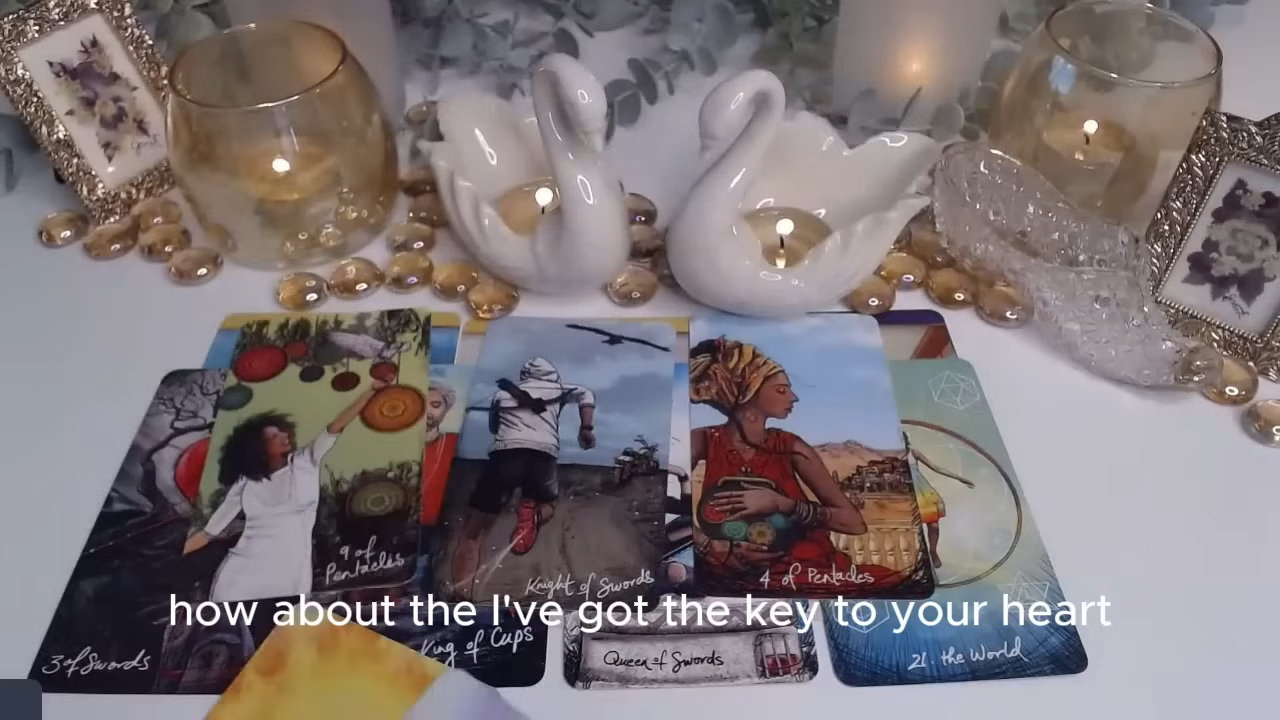 9 of
Pentacles
Knight of Swords
4 of Pentacles
how about the I've got the key to your heart
3 of Swords
King of Cups
Queen of Swords
21. the World